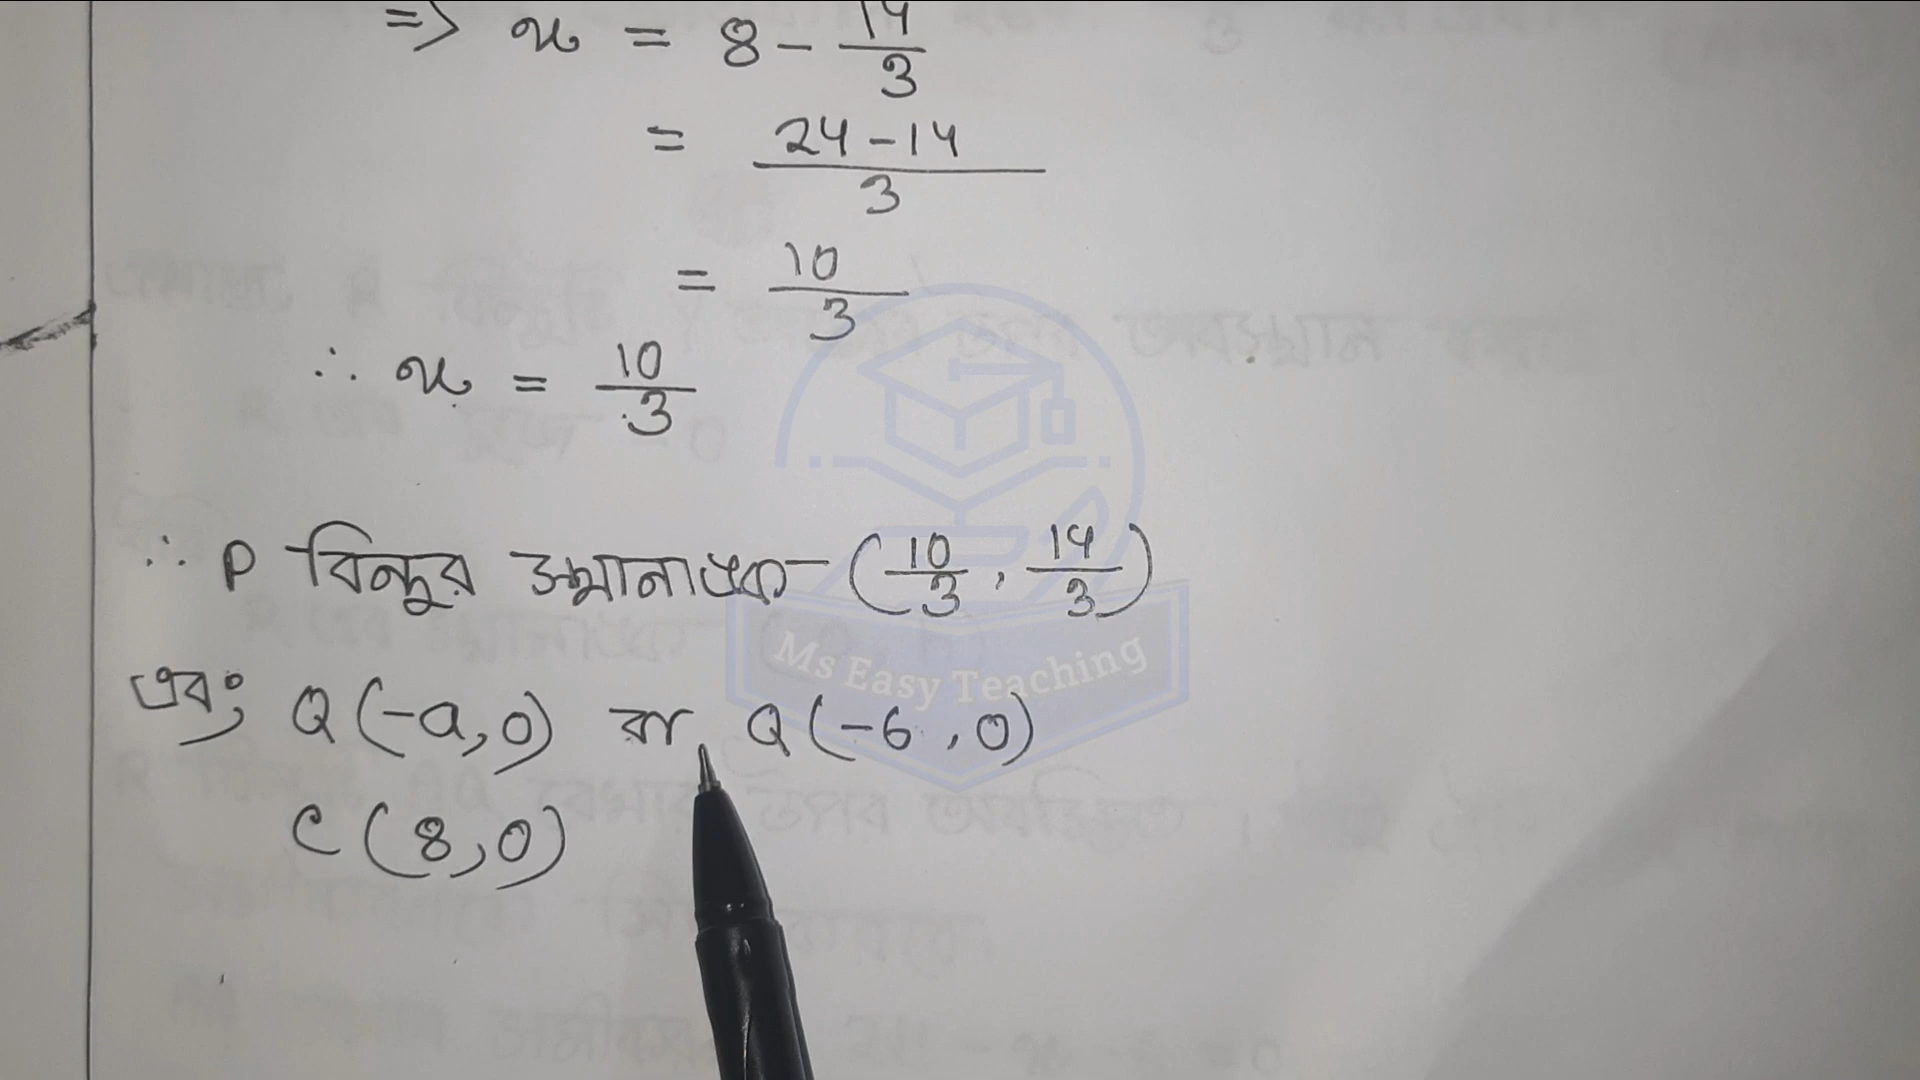 => x = 8 - 14/3
= 24-14/3
= 10/3
∴ x = 10/3
∴ P বিন্দুর স্থানাংক (10/3, 14/3)
Ms Easy Teaching
এবং Q(-a,0) বা, Q(-6,0)
C(8,0)